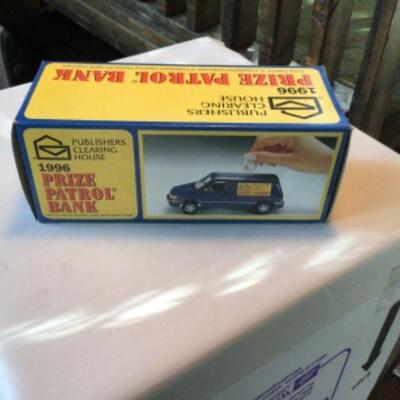 PUBLISHERS
CLEARING
HOUSE
1996
PRIZE PATROL® BANK
PUBLISHERS
CLEARING HOUSE
1996
PRIZE
PATROL®
BANK